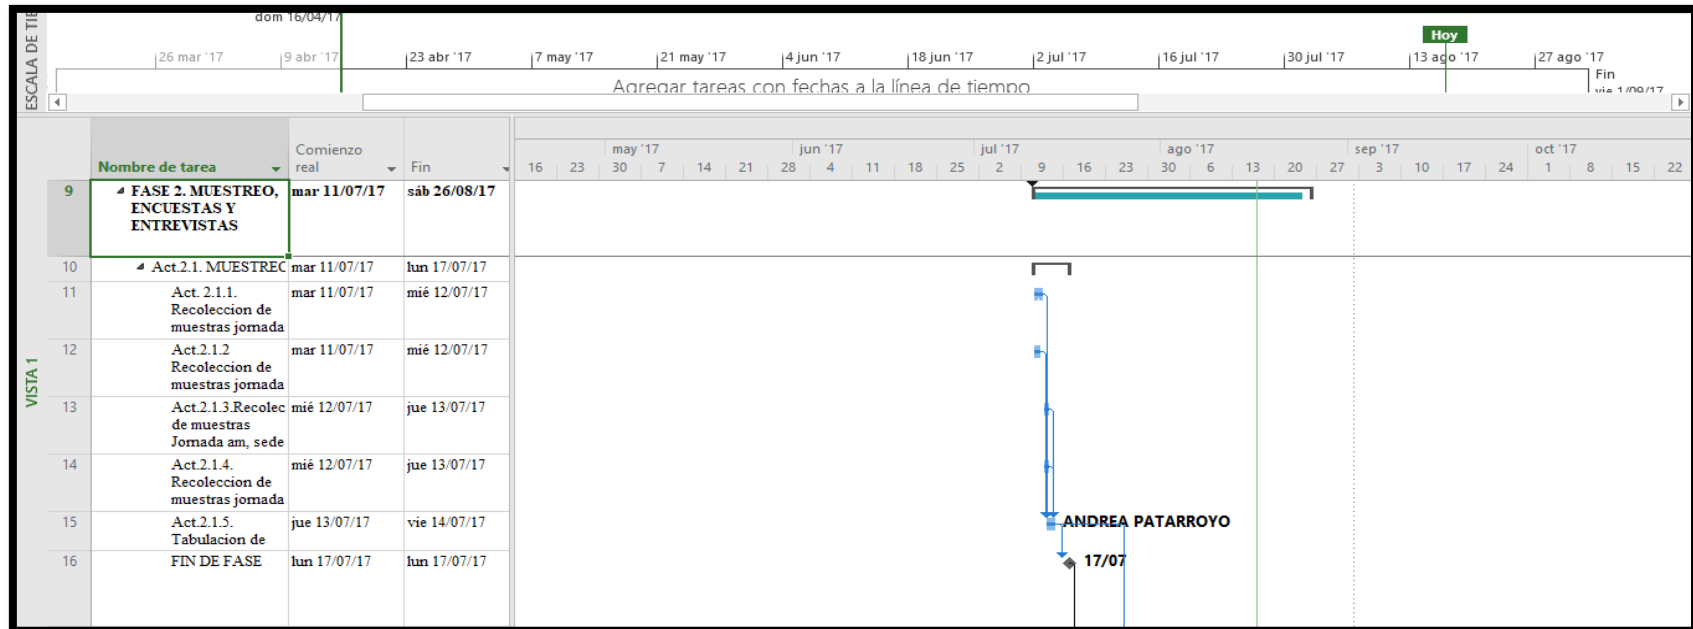 dom 16/04/17
Hoy
26 mar '17 9 abr '17 23 abr '17 7 may '17 21 may '17 4 jun '17 18 jun '17 2 jul '17 16 jul '17 30 jul '17 13 ago '17 27 ago '17
Agregar tareas con fechas a la línea de tiempo
Fin
vie 1/09/17
ESCALA DE TIE
may '17 jun '17 jul '17 ago '17 sep '17 oct '17
Nombre de tarea
Comienzo
real
Fin
16 23 30 7 14 21 28 4 11 18 25 2 9 16 23 30 6 13 20 27 3 10 17 24 1 8 15 22
VISTA 1
9 FASE 2. MUESTREO, mar 11/07/17 sáb 26/08/17
ENCUESTAS Y
ENTREVISTAS
10 Act.2.1. MUESTREO mar 11/07/17 lun 17/07/17
11 Act. 2.1.1. mar 11/07/17 mié 12/07/17
Recoleccion de
muestras jornada
12 Act.2.1.2 mar 11/07/17 mié 12/07/17
Recoleccion de
muestras jornada
13 Act.2.1.3.Recolec mié 12/07/17 jue 13/07/17
de muestras
Jornada am, sede
14 Act.2.1.4. mié 12/07/17 jue 13/07/17
Recoleccion de
muestras jornada
15 Act.2.1.5. jue 13/07/17 vie 14/07/17 ANDREA PATARROYO
Tabulacion de
16 FIN DE FASE lun 17/07/17 lun 17/07/17 17/07